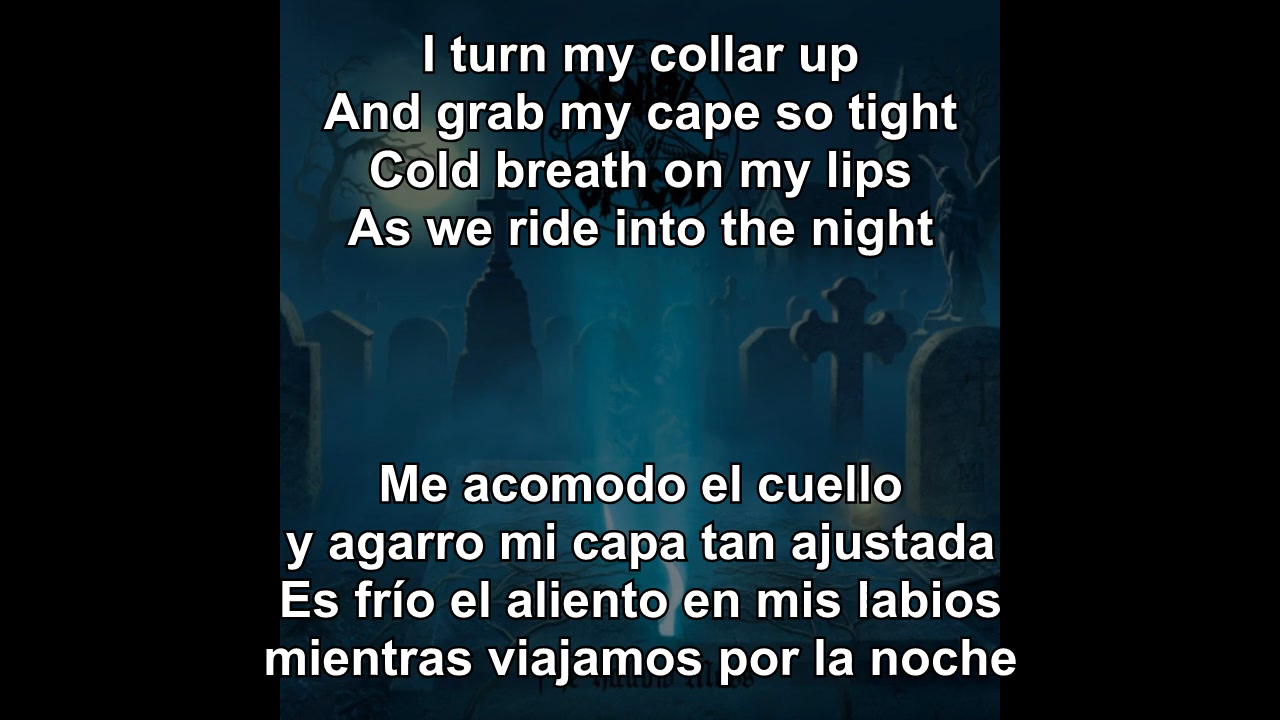 I turn my collar up
And grab my cape so tight
Cold breath on my lips
As we ride into the night
Me acomodo el cuello
y agarro mi capa tan ajustada
Es frío el aliento en mis labios
mientras viajamos por la noche